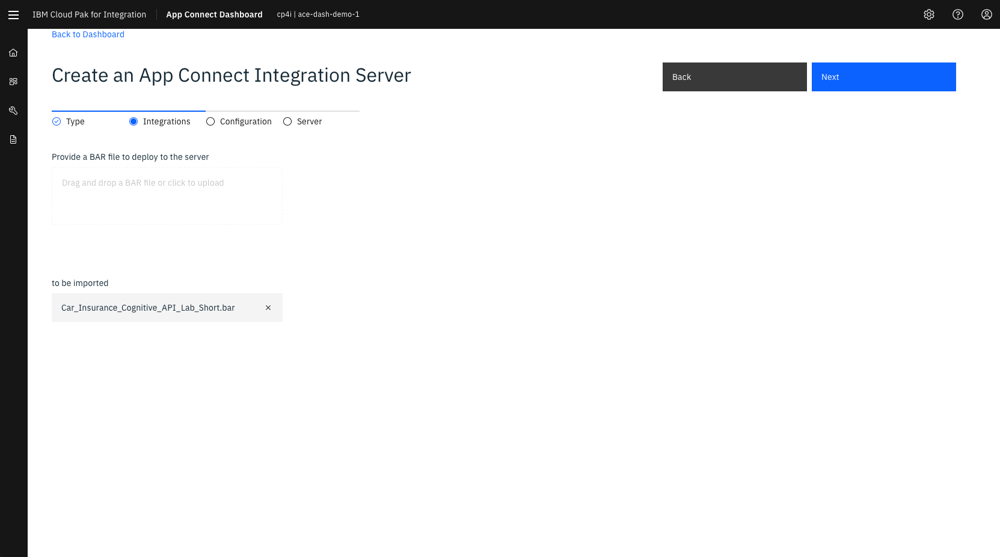 IBM Cloud Pak for Integration App Connect Dashboard cp4i | ace-dash-demo-1
Back to Dashboard
Create an App Connect Integration Server
Back Next
Type Integrations Configuration Server
Provide a BAR file to deploy to the server
Drag and drop a BAR file or click to upload
to be imported
Car_Insurance_Cognitive_API_Lab_Short.bar